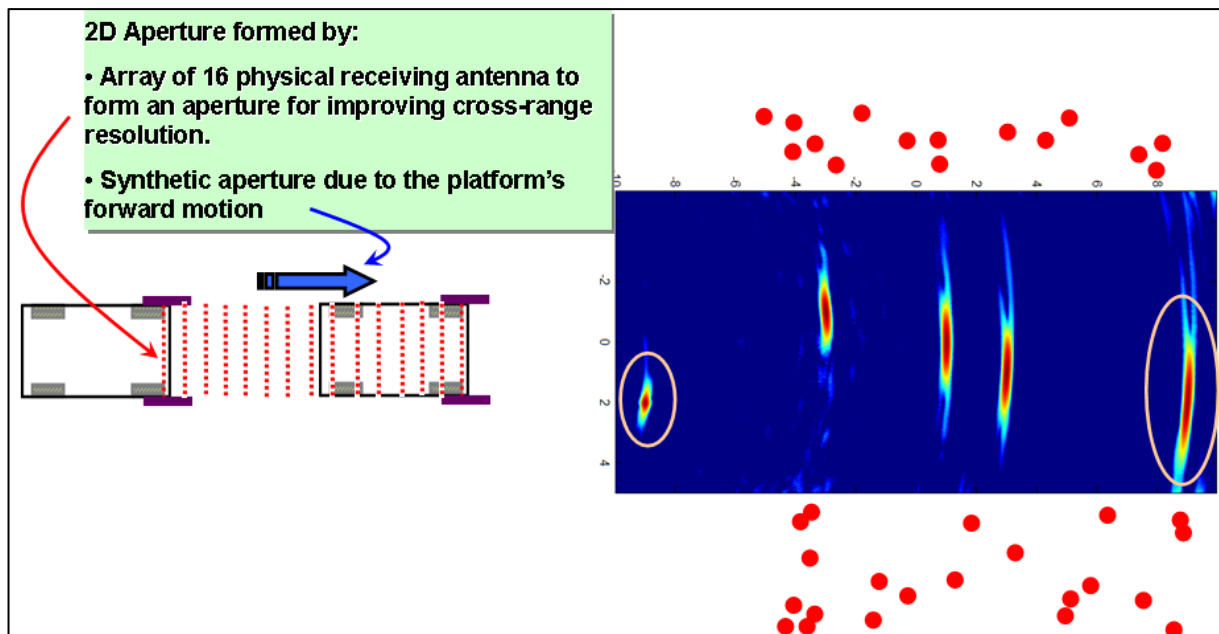 2D Aperture formed by:
• Array of 16 physical receiving antenna to
form an aperture for improving cross-range
resolution.
• Synthetic aperture due to the platform's
forward motion
10 -8 -6 -4 -2 0 2 4 6 8
-2
0
2
4